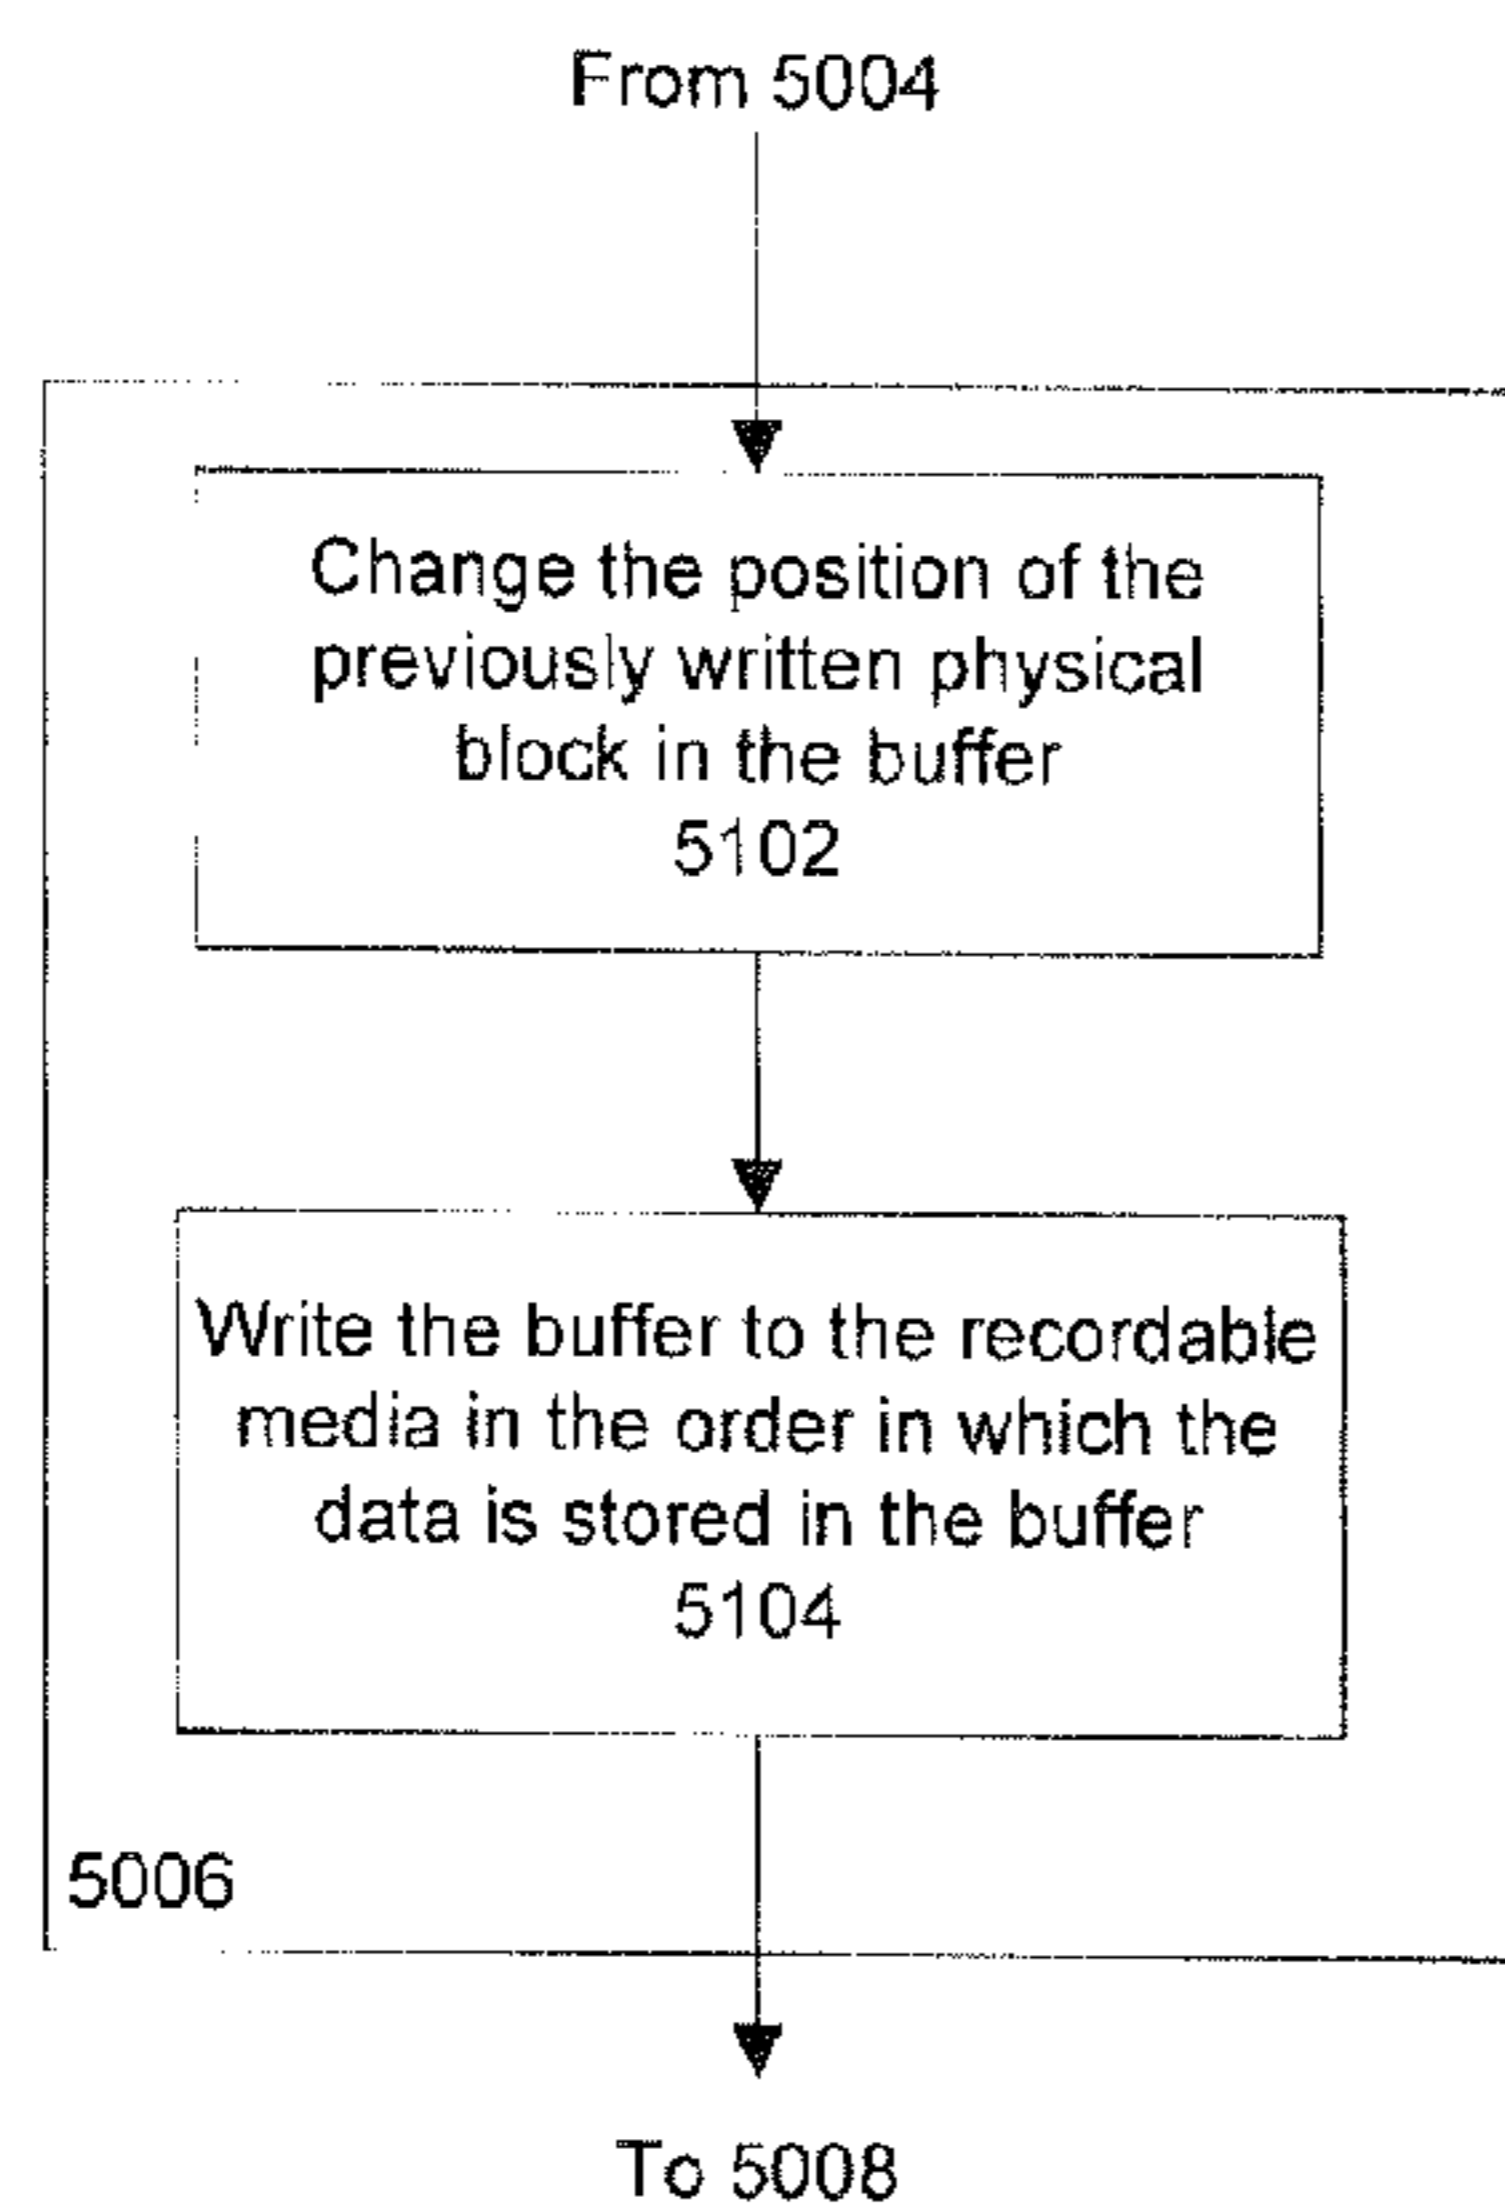 From 5004
Change the position of the
previously written physical
block in the buffer
5102
Write the buffer to the recordable
media in the order in which the
data is stored in the buffer
5104
5006
To 5008